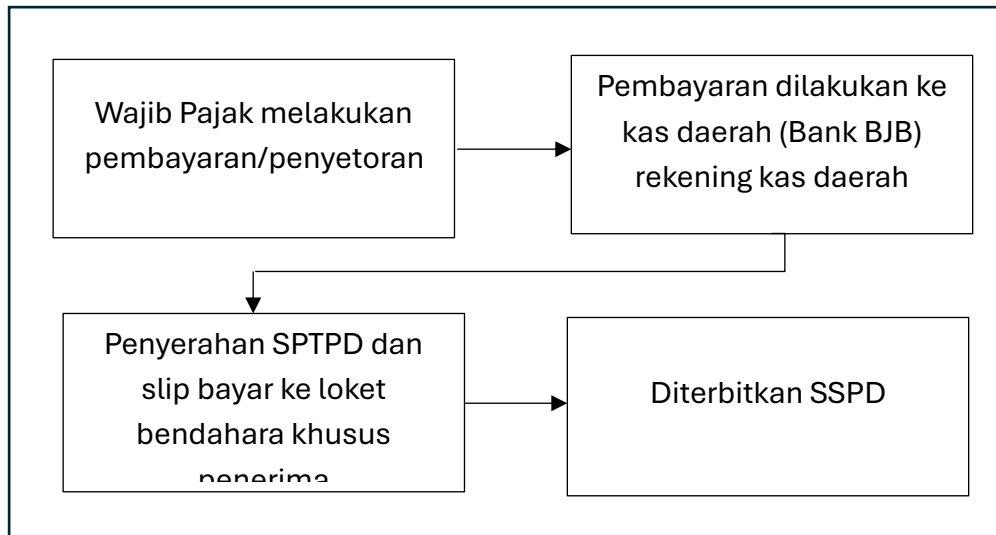 Wajib Pajak melakukan
pembayaran/penyetoran
Pembayaran dilakukan ke
kas daerah (Bank BJB)
rekening kas daerah
Penyerahan SPTPD dan
slip bayar ke loket
bendahara khusus
penerima
Diterbitkan SSPD